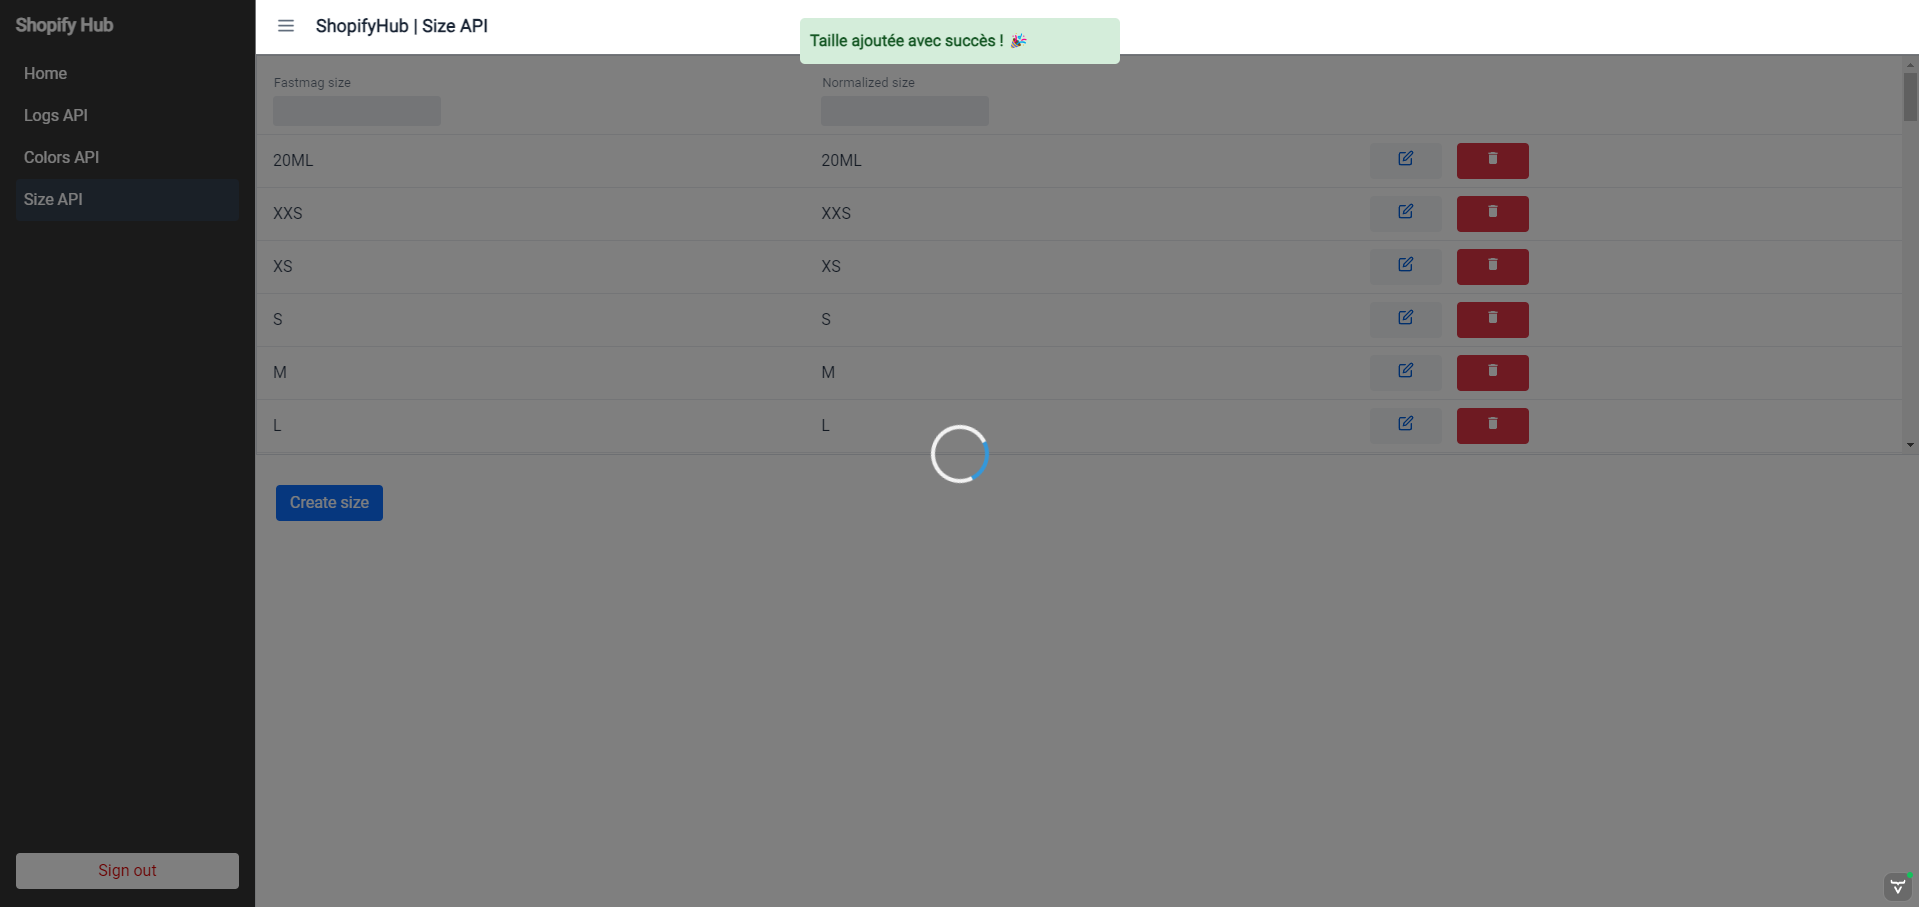 Shopify Hub
Home
Logs API
Colors API
Size API
Sign out
ShopifyHub | Size API
Taille ajoutée avec succès ! 🎉
Fastmag size Normalized size
20ML 20ML
XXS XXS
XS XS
S S
M M
L L
Create size